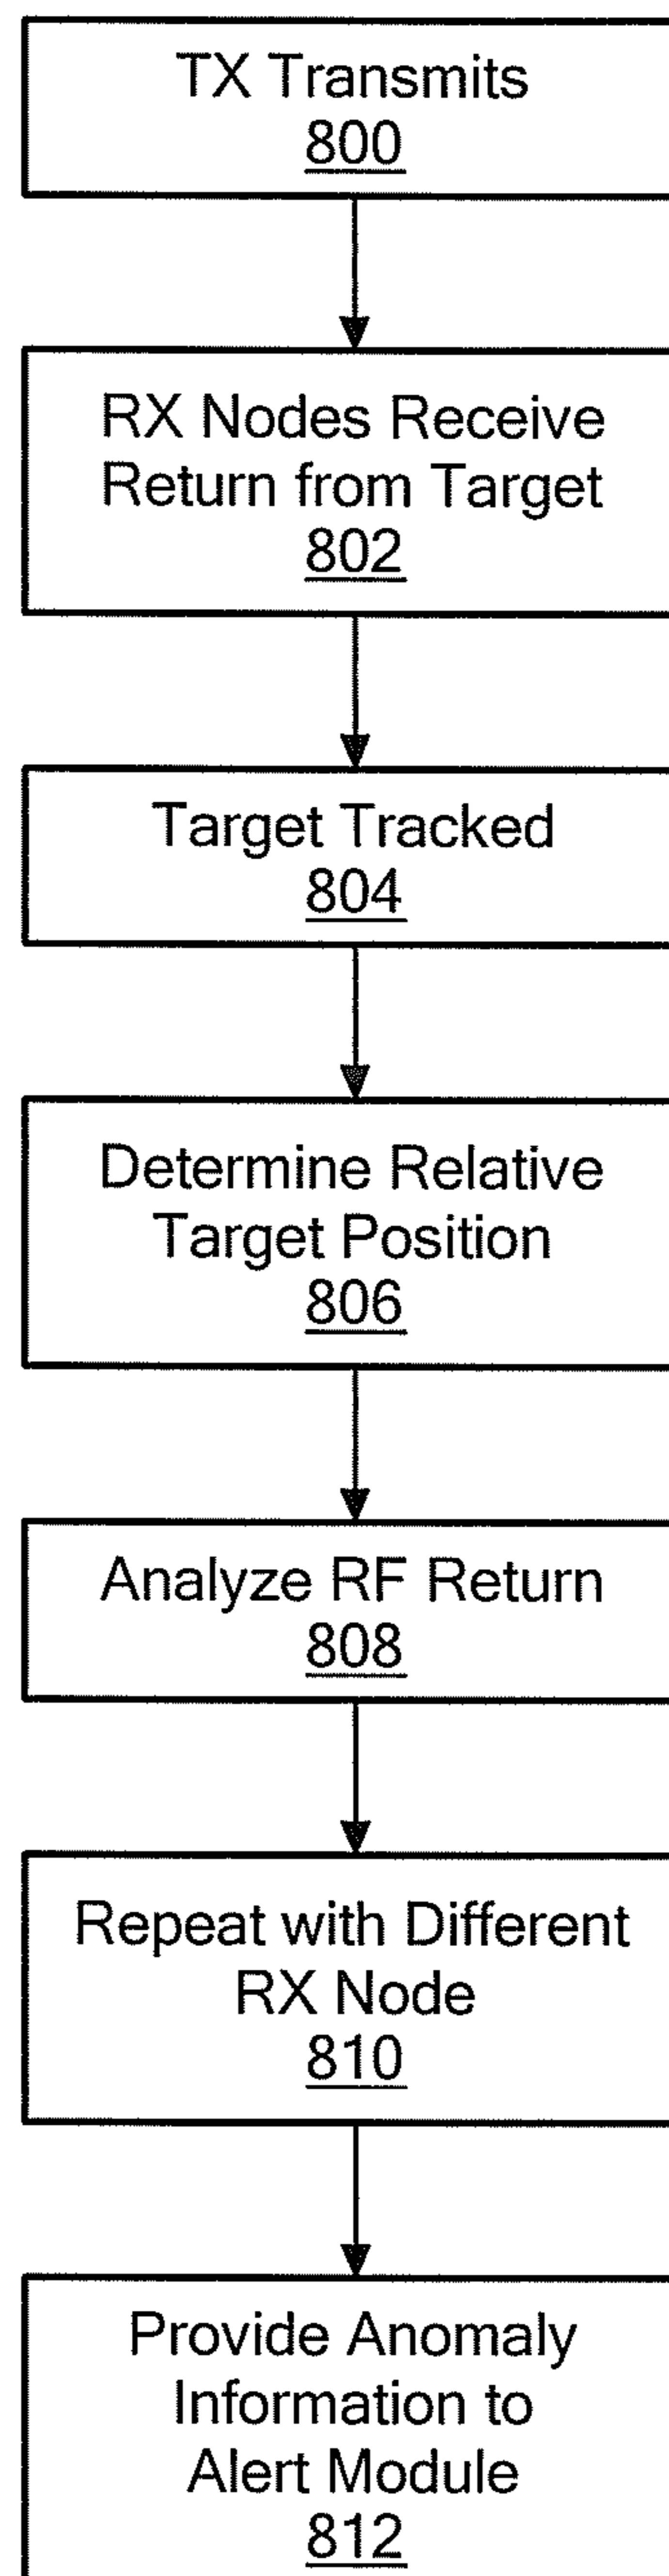 TX Transmits
800
RX Nodes Receive
Return from Target
802
Target Tracked
804
Determine Relative
Target Position
806
Analyze RF Return
808
Repeat with Different
RX Node
810
Provide Anomaly
Information to
Alert Module
812